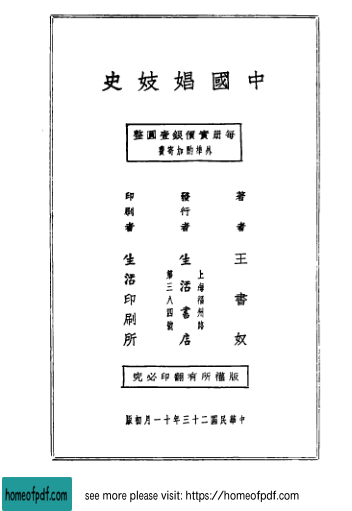 中國娼妓史
每册實價銀壹圓整
外埠酌加寄費
著者 王書奴
上海福州路
發行者 生活書店
第三八四號
印刷者 生活印刷所
版權所有翻印必究
中華民國二十三年十一月初版
homeofpdf.com
see more please visit: https://homeofpdf.com